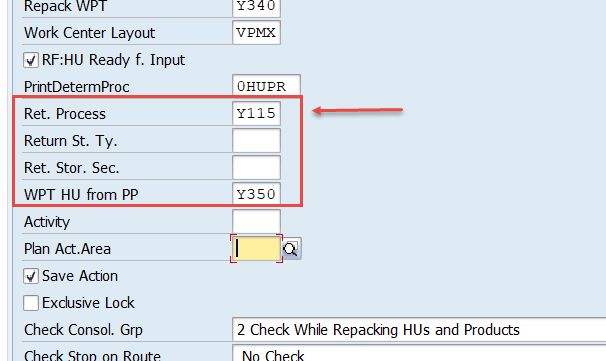 Repack WPT Y340
Work Center Layout VPMX
RF:HU Ready f. Input
PrintDetermProc 0HUPR
Ret. Process Y115
Return St. Ty.
Ret. Stor. Sec.
WPT HU from PP Y350
Activity
Plan Act.Area
Save Action
Exclusive Lock
Check Consol. Grp 2 Check While Repacking HUs and Products
Check Stop on Route No Check